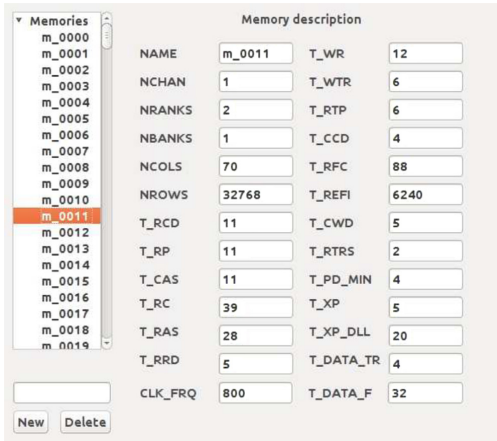 Memories
m_0000
m_0001
m_0002
m_0003
m_0004
m_0005
m_0006
m_0007
m_0008
m_0009
m_0010
m_0011
m_0012
m_0013
m_0014
m_0015
m_0016
m_0017
m_0018
m_0019
New Delete
Memory description
NAME m_0011 T_WR 12
NCHAN 1 T_WTR 6
NRANKS 2 T_RTP 6
NBANKS 1 T_CCD 4
NCOLS 70 T_RFC 88
NROWS 32768 T_REFI 6240
T_RCD 11 T_CWD 5
T_RP 11 T_RTRS 2
T_CAS 11 T_PD_MIN 4
T_RC 39 T_XP 5
T_RAS 28 T_XP_DLL 20
T_RRD 5 T_DATA_TR 4
CLK_FRQ 800 T_DATA_F 32